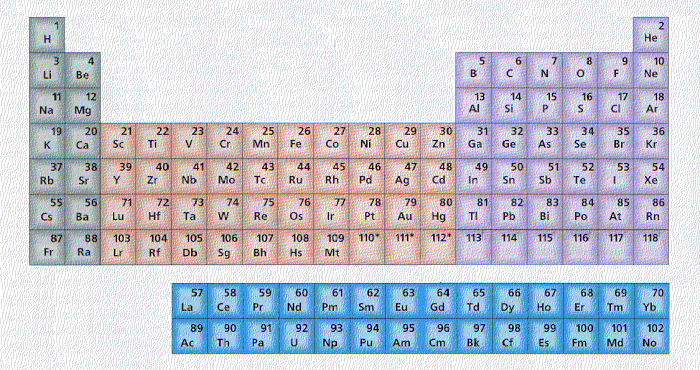 1 2
H He
3 4 5 6 7 8 9 10
Li Be B C N O F Ne
11 12 13 14 15 16 17 18
Na Mg Al Si P S Cl Ar
19 20 21 22 23 24 25 26 27 28 29 30 31 32 33 34 35 36
K Ca Sc Ti V Cr Mn Fe Co Ni Cu Zn Ga Ge As Se Br Kr
37 38 39 40 41 42 43 44 45 46 47 48 49 50 51 52 53 54
Rb Sr Y Zr Nb Mo Tc Ru Rh Pd Ag Cd In Sn Sb Te I Xe
55 56 71 72 73 74 75 76 77 78 79 80 81 82 83 84 85 86
Cs Ba Lu Hf Ta W Re Os Ir Pt Au Hg Tl Pb Bi Po At Rn
87 88 103 104 105 106 107 108 109 110* 111* 112* 113 114 115 116 117 118
Fr Ra Lr Rf Db Sg Bh Hs Mt
57 58 59 60 61 62 63 64 65 66 67 68 69 70
La Ce Pr Nd Pm Sm Eu Gd Td Dy Ho Er Tm Yb
89 90 91 92 93 94 95 96 97 98 99 100 101 102
Ac Th Pa U Np Pu Am Cm Bk Cf Es Fm Md No